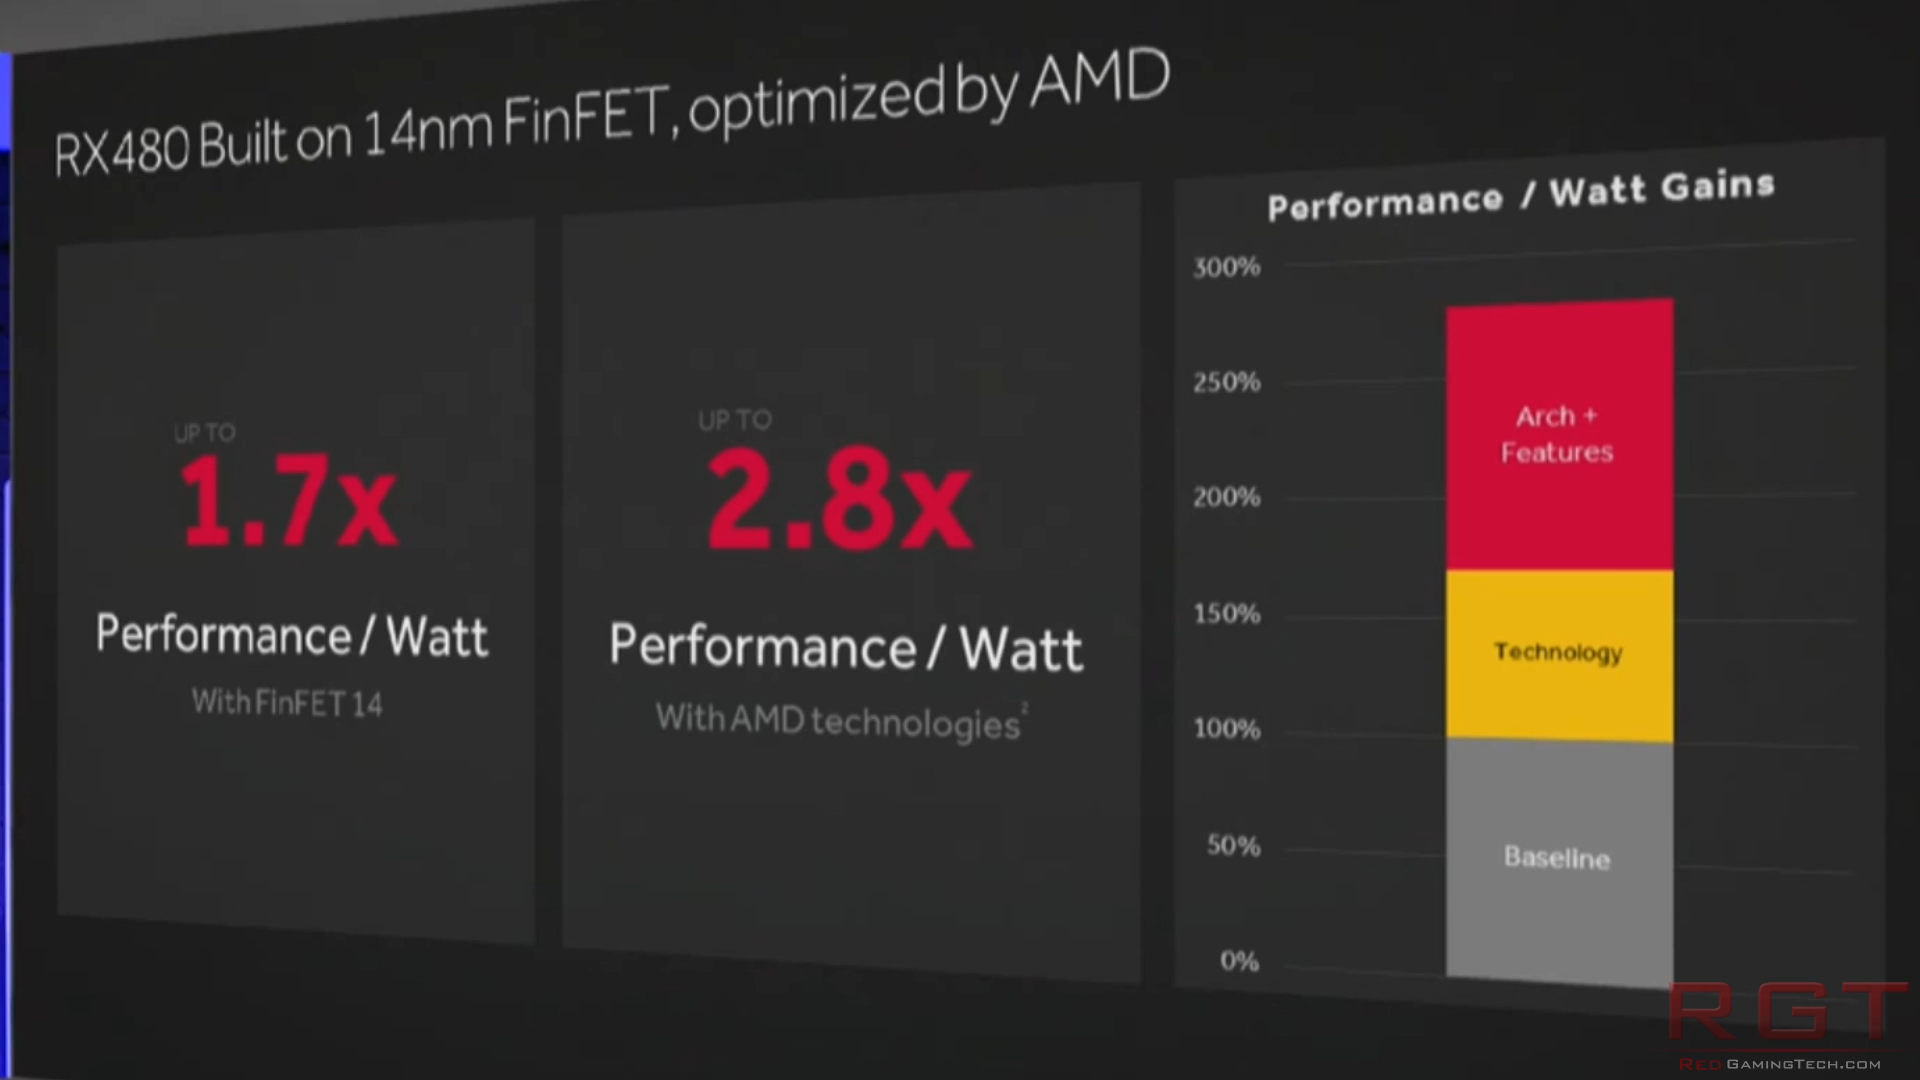 RX480 Built on 14nm FinFET, optimized by AMD
UP TO
1.7x
Performance / Watt
With FinFET 14
UP TO
2.8x
Performance / Watt
With AMD technologies²
Performance / Watt Gains
300%
250%
200%
150%
100%
50%
0%
Arch +
Features
Technology
Baseline
RGT
RedGamingTech.com